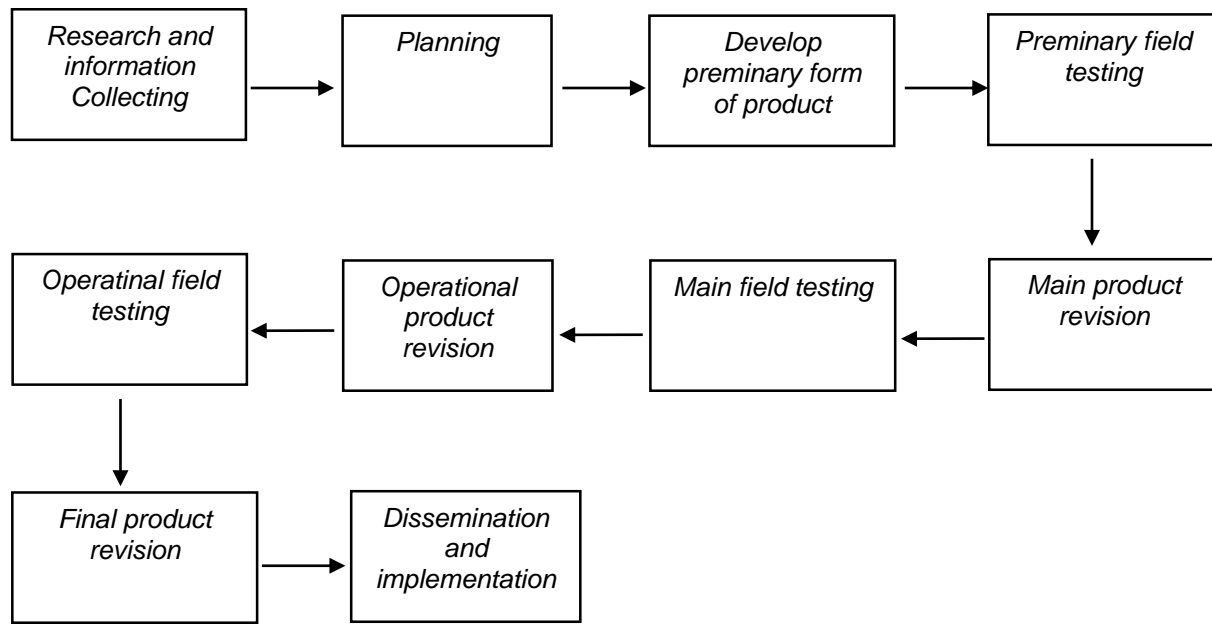 Research and
information
Collecting
Planning
Develop
preminary form
of product
Preminary field
testing
Main product
revision
Main field testing
Operational
product
revision
Operatinal field
testing
Final product
revision
Dissemination
and
implementation